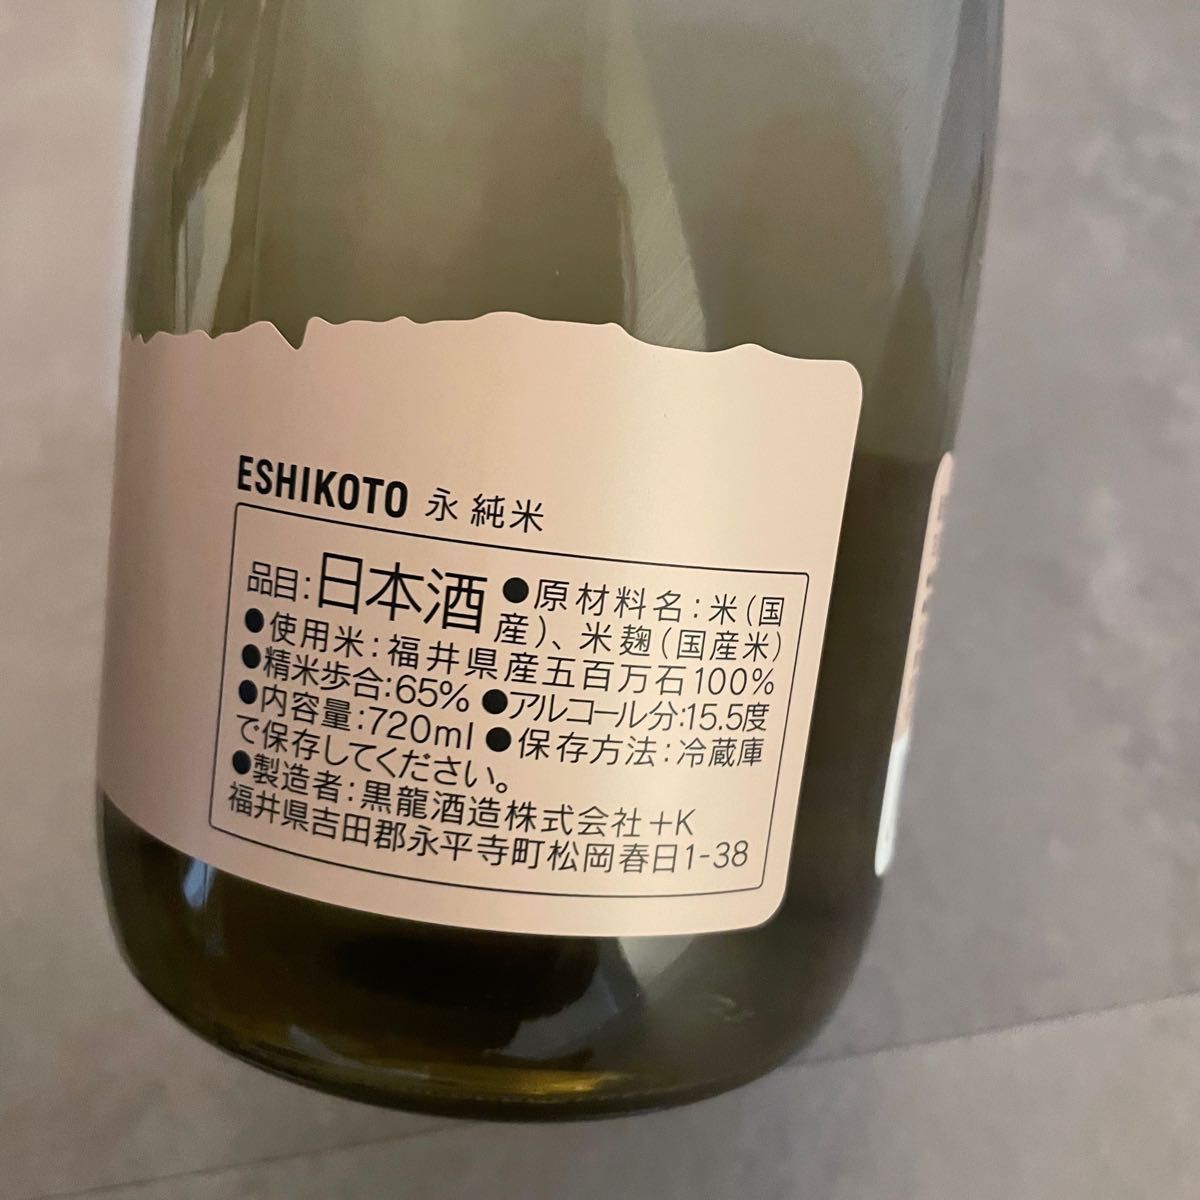 ESHIKOTO 永 純米
品目:日本酒 ●原材料名:米(国
産)、米麹(国産米)
●使用米:福井県産五百万石100%
●精米歩合:65% ●アルコール分:15.5度
●内容量:720ml ●保存方法:冷蔵庫
で保存してください。
●製造者:黒龍酒造株式会社+K
福井県吉田郡永平寺町松岡春日1-38